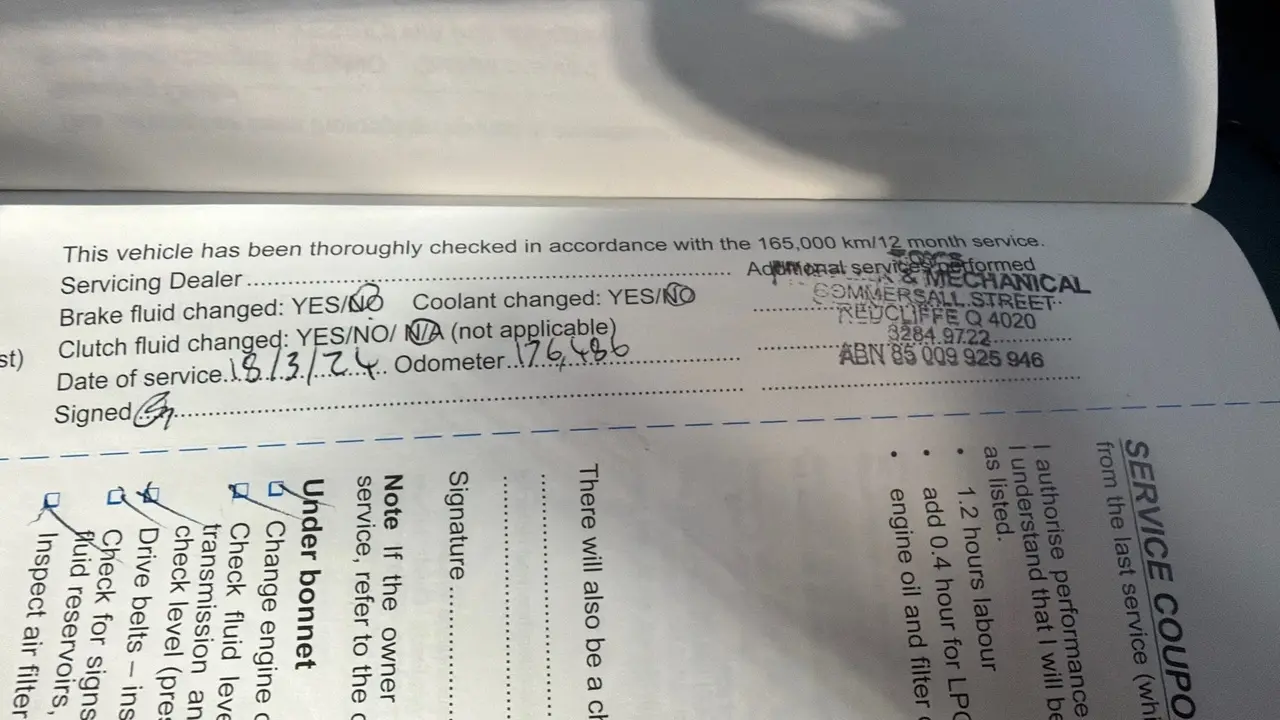 This vehicle has been thoroughly checked in accordance with the 165,000 km/12 month service.
Servicing Dealer
Additional services performed
Brake fluid changed: YES/NO Coolant changed: YES/NO
Clutch fluid changed: YES/NO/ N/A (not applicable)
Date of service 18/3/24 Odometer 176,486
Signed
& MECHANICAL
SOMMERSALL STREET
REDCLIFFE Q 4020
3284 9722
ABN 85 009 925 946
st)
SERVICE COUPO
from the last service (whi
I authorise performance
I understand that I will be
as listed.
• 1.2 hours labour
• add 0.4 hour for LPG
• engine oil and filter
There will also be a ch
Signature
Note If the owner
service, refer to the
Under bonnet
Change engine
Check fluid leve
transmission an
check level (pres
Drive belts – ins
Check for signs
fluid reservoirs,
Inspect air filter